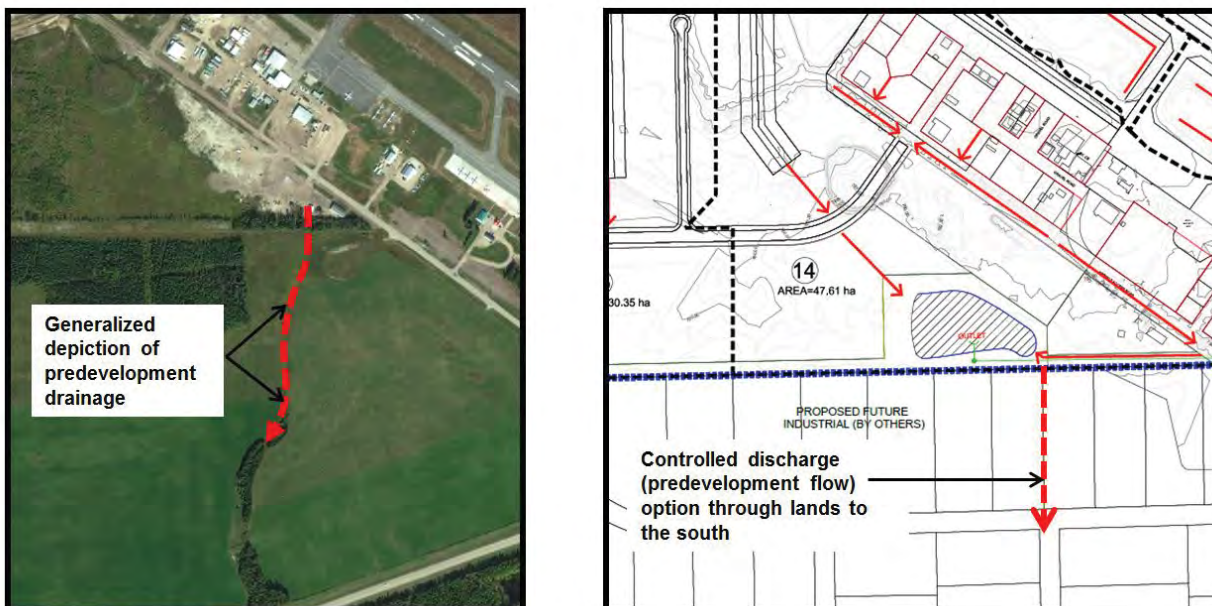 Generalized
depiction of
predevelopment
drainage
14
AREA=47.61 ha
30.35 ha
OUTLET
PROPOSED FUTURE
INDUSTRIAL (BY OTHERS)
Controlled discharge
(predevelopment flow)
option through lands to
the south